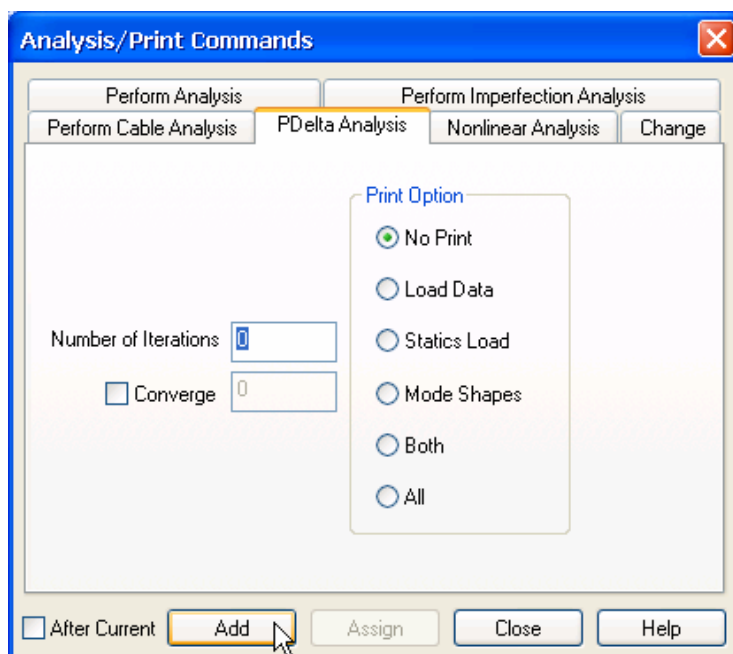 Analysis/Print Commands
Perform Analysis Perform Imperfection Analysis
Perform Cable Analysis PDelta Analysis Nonlinear Analysis Change
Print Option
No Print
Load Data
Number of Iterations 0 Statics Load
Converge 0 Mode Shapes
Both
All
After Current Add Assign Close Help